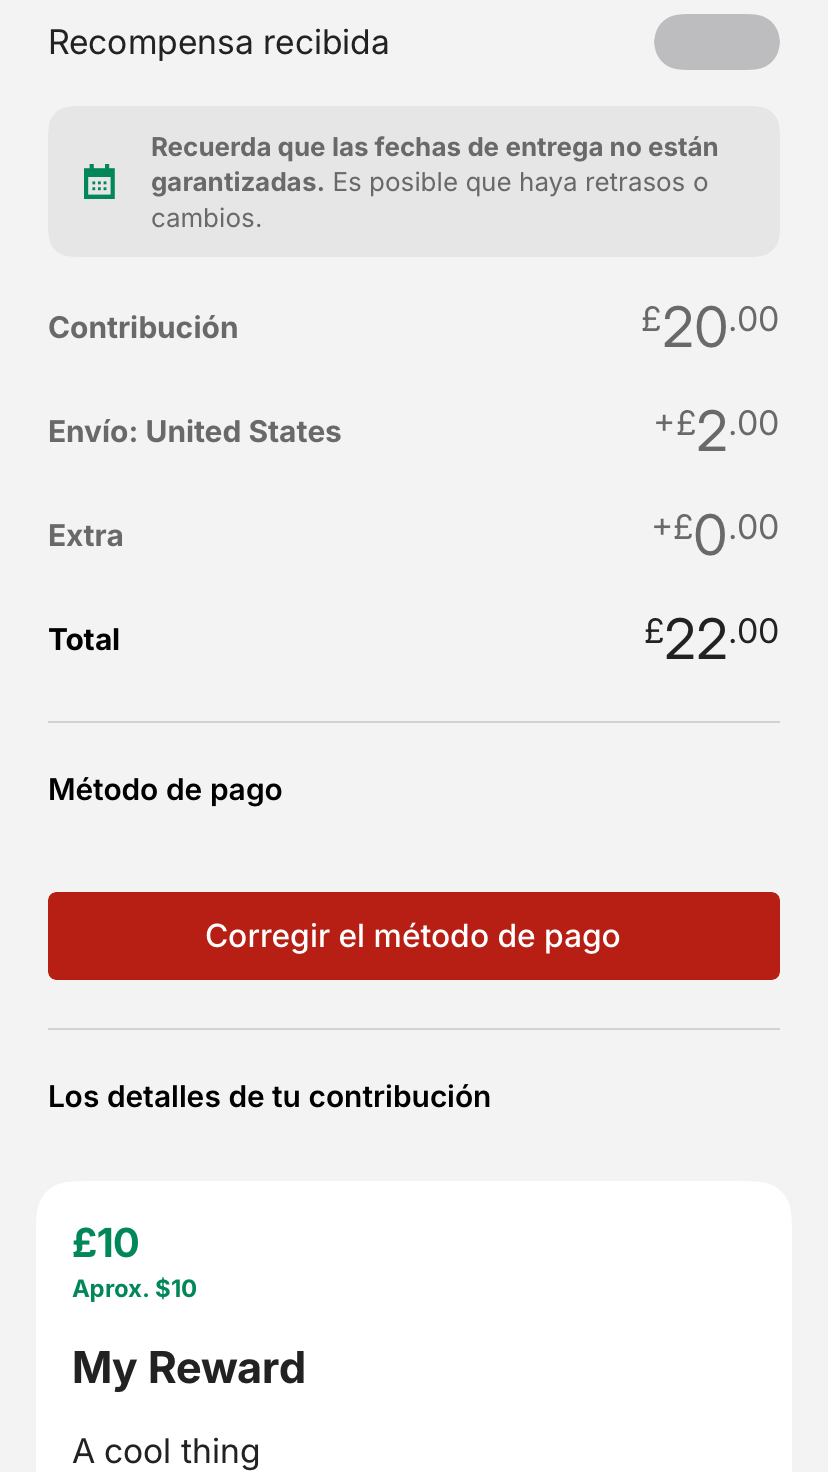 Recompensa recibida
Recuerda que las fechas de entrega no están
garantizadas. Es posible que haya retrasos o
cambios.
Contribución £20.00
Envío: United States +£2.00
Extra +£0.00
Total £22.00
Método de pago
Corregir el método de pago
Los detalles de tu contribución
£10
Aprox. $10
My Reward
A cool thing